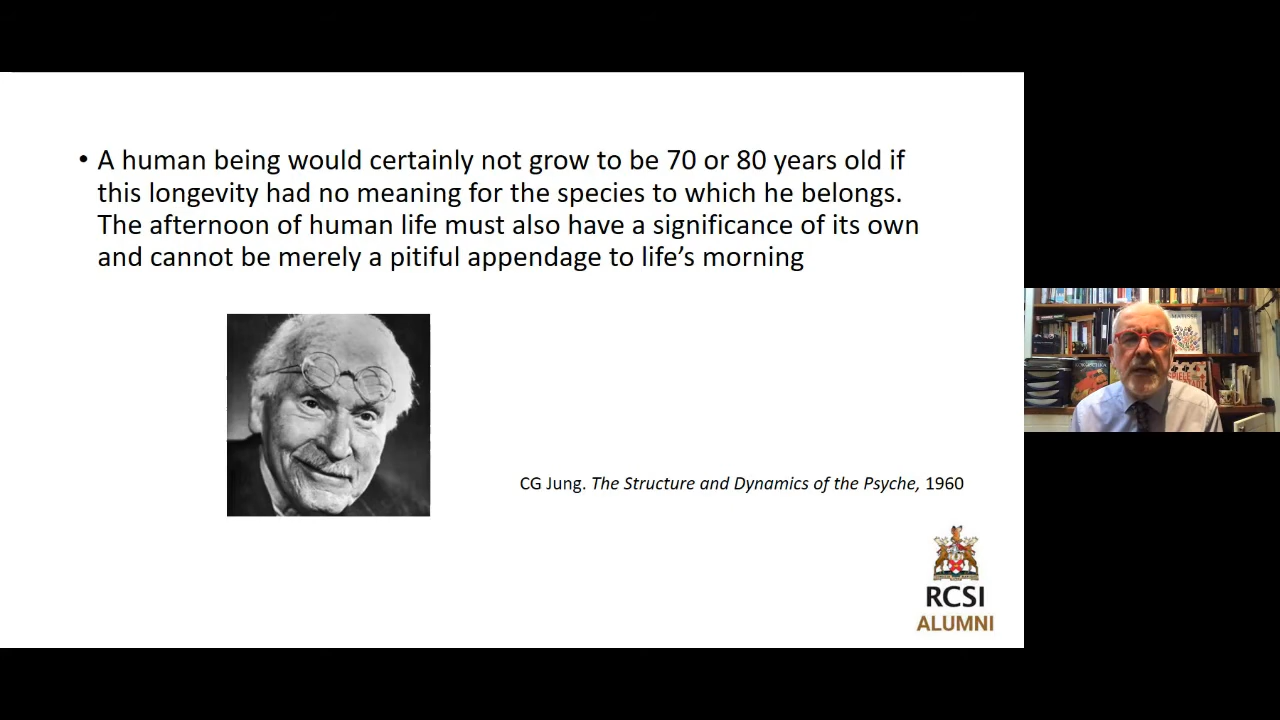 • A human being would certainly not grow to be 70 or 80 years old if
this longevity had no meaning for the species to which he belongs.
The afternoon of human life must also have a significance of its own
and cannot be merely a pitiful appendage to life’s morning
CG Jung. The Structure and Dynamics of the Psyche, 1960
RCSI
ALUMNI
MATISSE
KOKOSCHKA